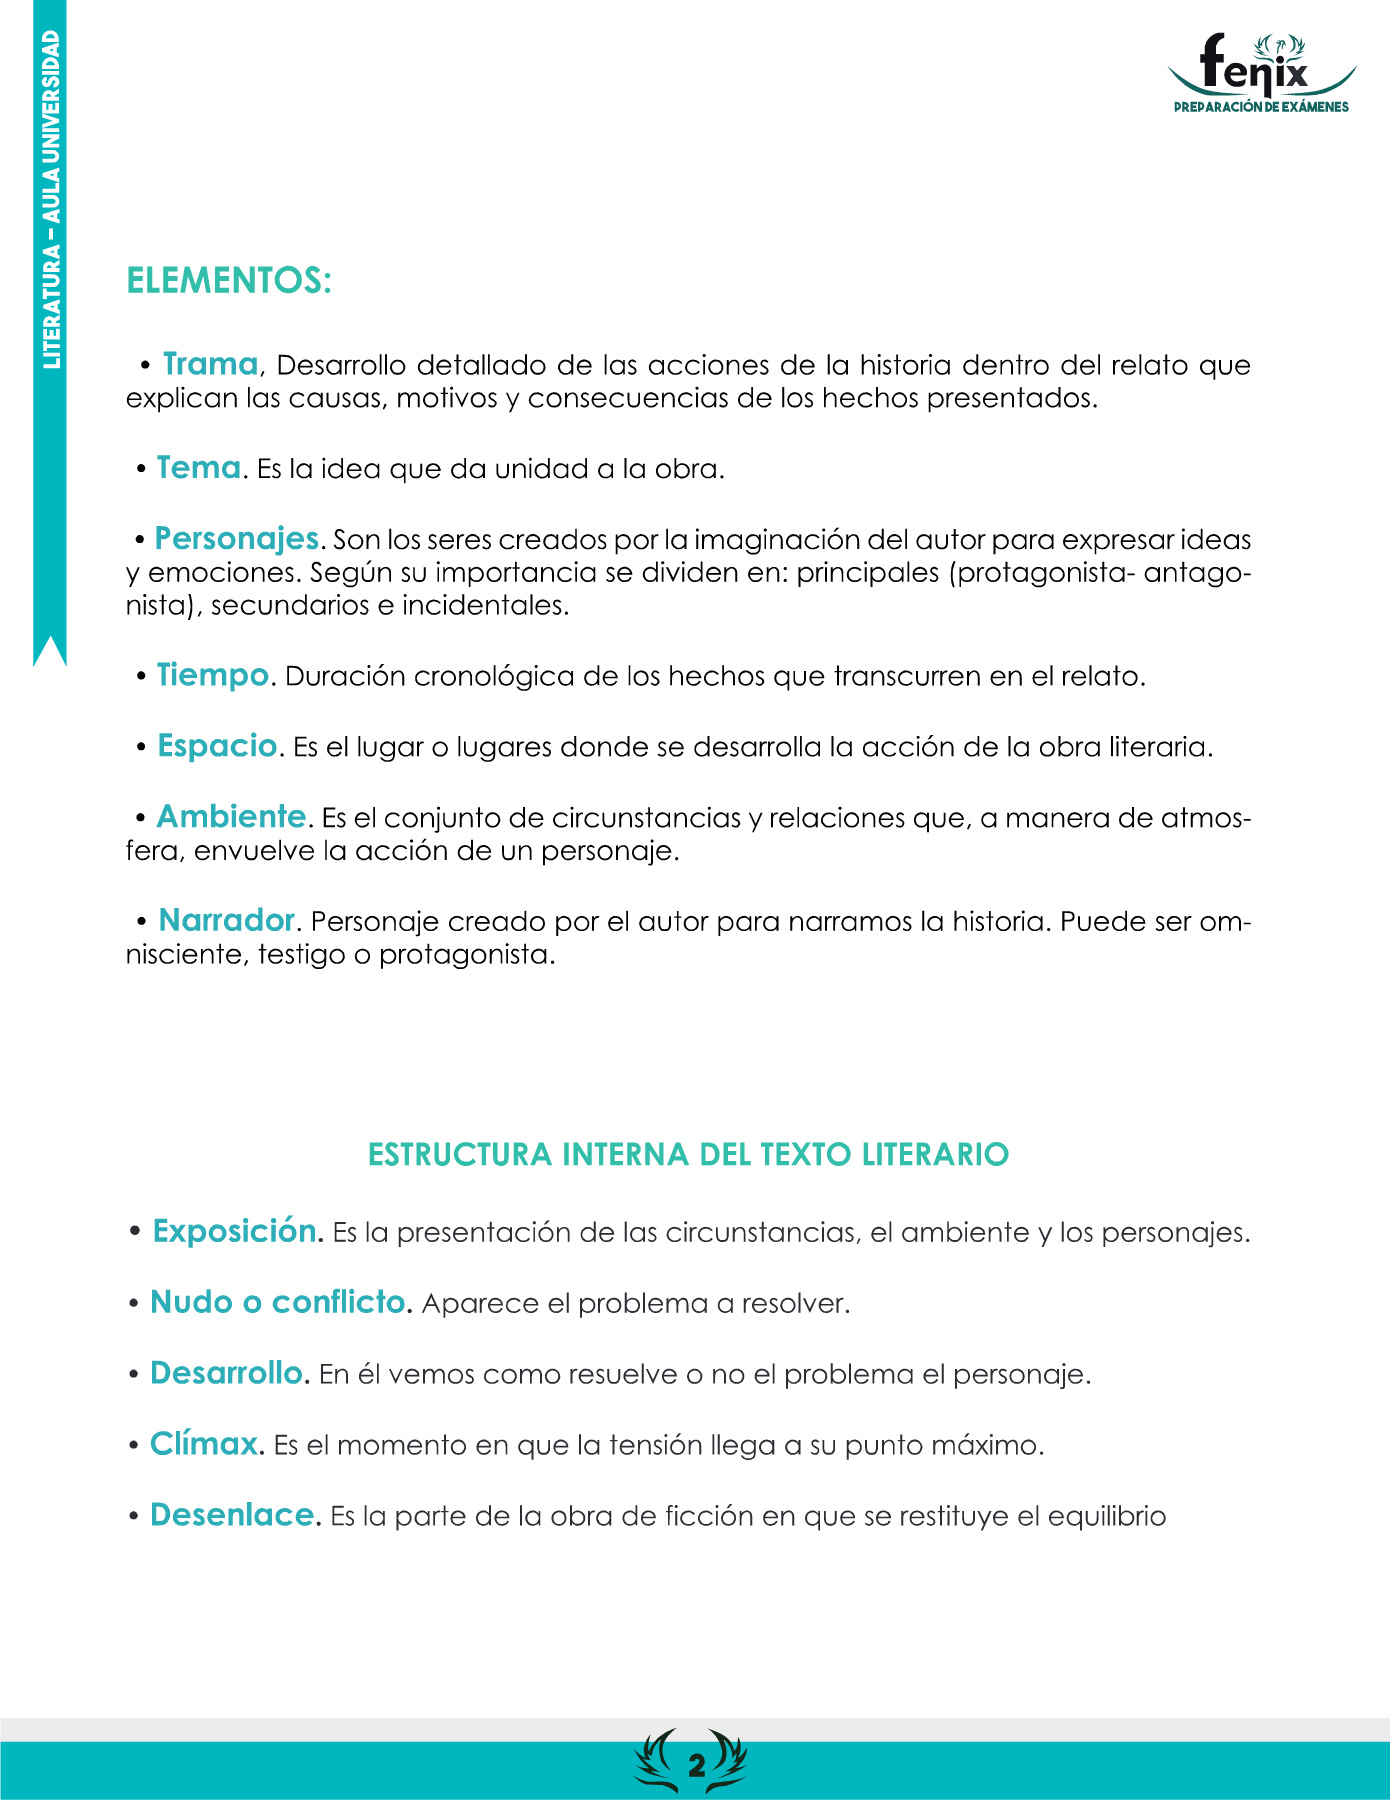 LITERATURA – AULA UNIVERSIDAD
fenix
PREPARACIÓN DE EXÁMENES
ELEMENTOS:
• Trama, Desarrollo detallado de las acciones de la historia dentro del relato que
explican las causas, motivos y consecuencias de los hechos presentados.
• Tema. Es la idea que da unidad a la obra.
• Personajes. Son los seres creados por la imaginación del autor para expresar ideas
y emociones. Según su importancia se dividen en: principales (protagonista- antago-
nista), secundarios e incidentales.
• Tiempo. Duración cronológica de los hechos que transcurren en el relato.
• Espacio. Es el lugar o lugares donde se desarrolla la acción de la obra literaria.
• Ambiente. Es el conjunto de circunstancias y relaciones que, a manera de atmos-
fera, envuelve la acción de un personaje.
• Narrador. Personaje creado por el autor para narramos la historia. Puede ser om-
nisciente, testigo o protagonista.
ESTRUCTURA INTERNA DEL TEXTO LITERARIO
• Exposición. Es la presentación de las circunstancias, el ambiente y los personajes.
• Nudo o conflicto. Aparece el problema a resolver.
• Desarrollo. En él vemos como resuelve o no el problema el personaje.
• Clímax. Es el momento en que la tensión llega a su punto máximo.
• Desenlace. Es la parte de la obra de ficción en que se restituye el equilibrio
2